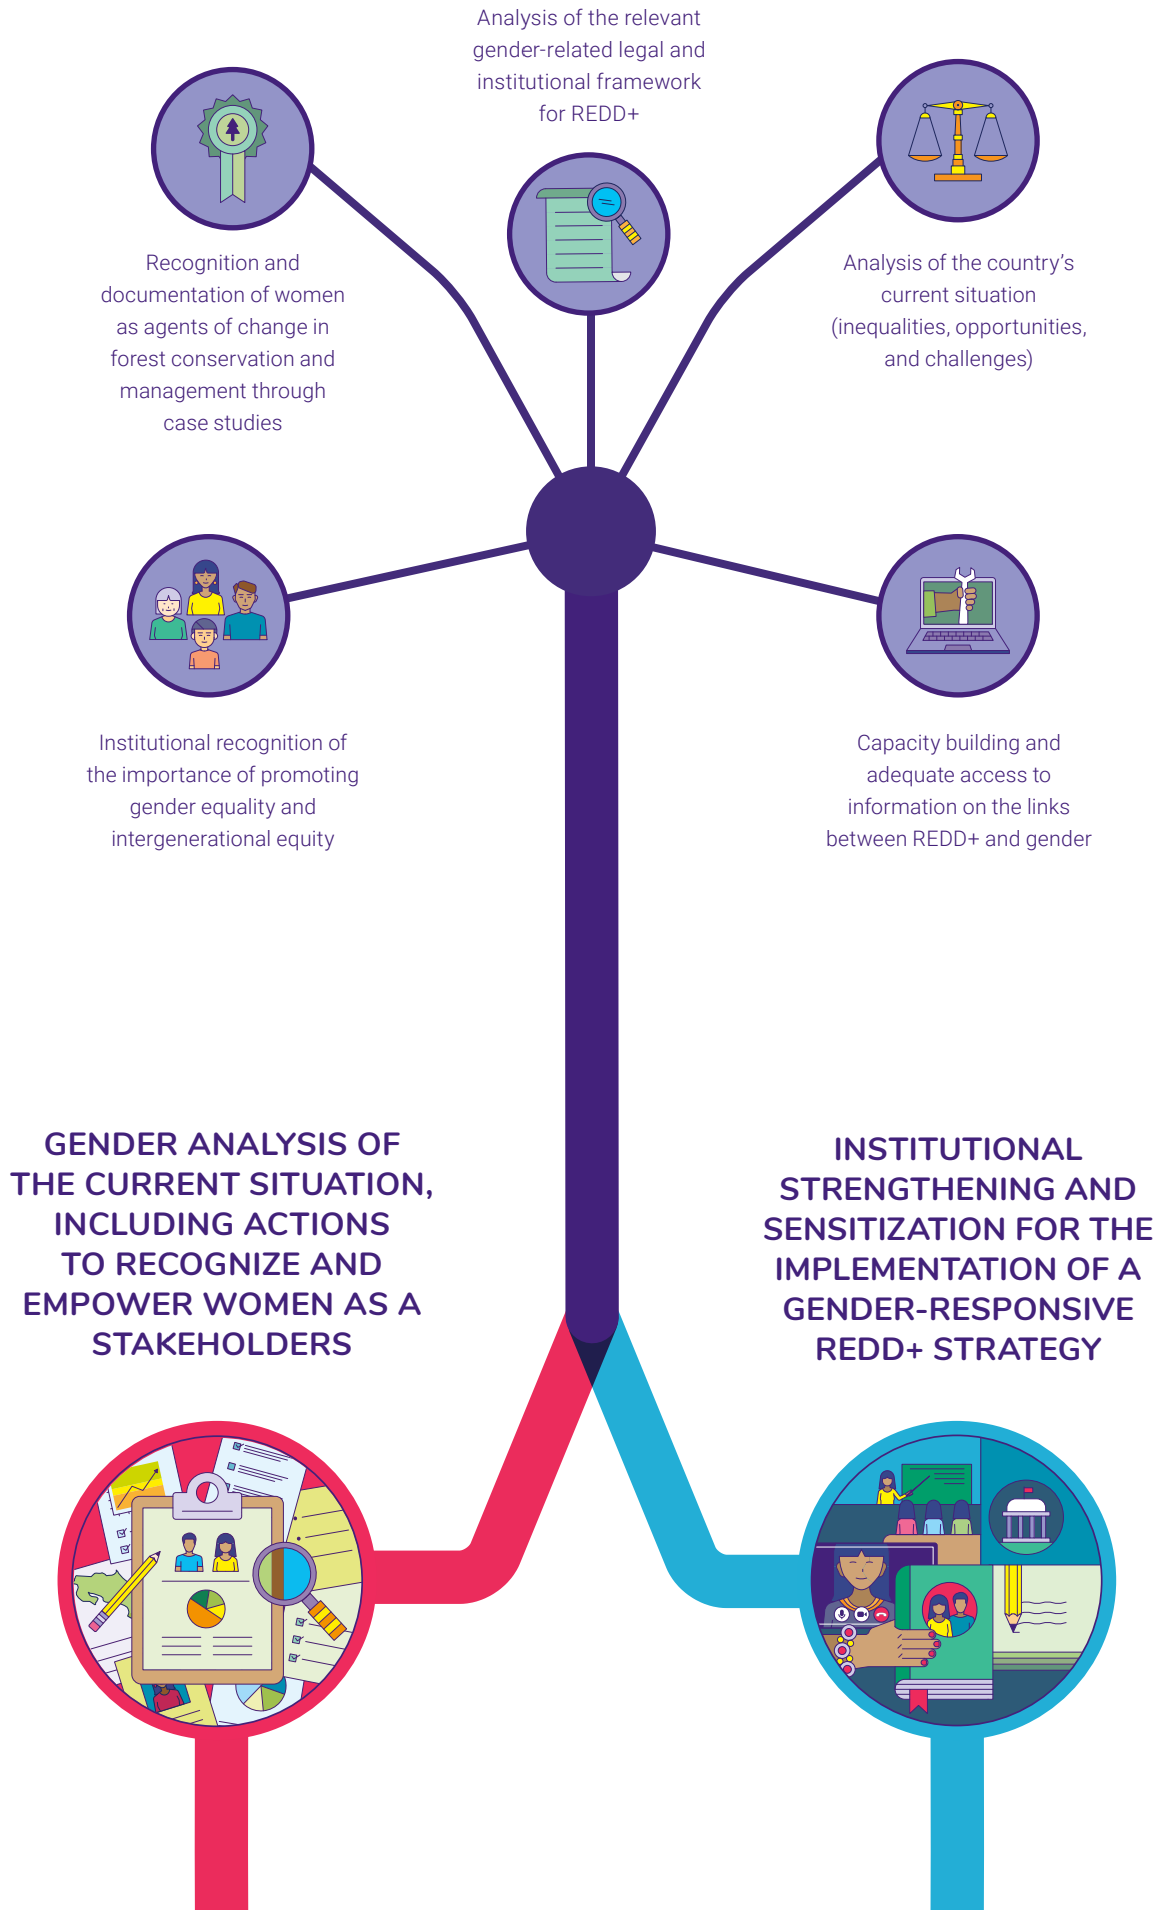 Analysis of the relevant
gender-related legal and
institutional framework
for REDD+
Recognition and
documentation of women
as agents of change in
forest conservation and
management through
case studies
Analysis of the country’s
current situation
(inequalities, opportunities,
and challenges)
Institutional recognition of
the importance of promoting
gender equality and
intergenerational equity
Capacity building and
adequate access to
information on the links
between REDD+ and gender
GENDER ANALYSIS OF
THE CURRENT SITUATION,
INCLUDING ACTIONS
TO RECOGNIZE AND
EMPOWER WOMEN AS A
STAKEHOLDERS
INSTITUTIONAL
STRENGTHENING AND
SENSITIZATION FOR THE
IMPLEMENTATION OF A
GENDER-RESPONSIVE
REDD+ STRATEGY